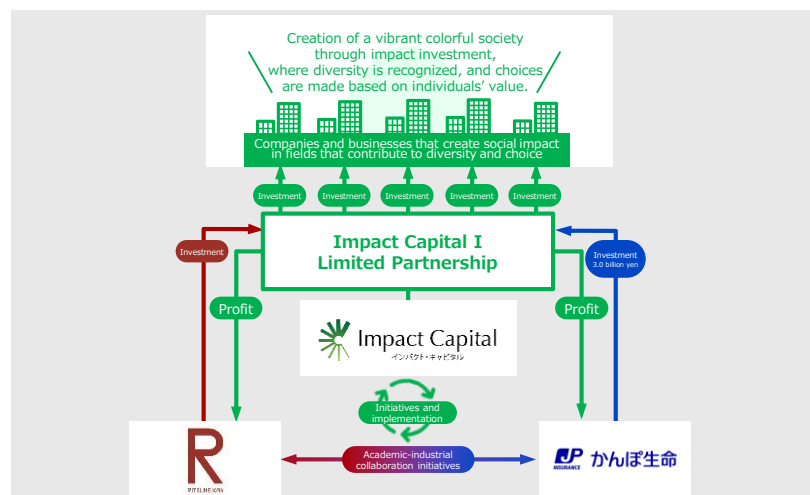 Creation of a vibrant colorful society
through impact investment,
where diversity is recognized, and choices
are made based on individuals' value.
Companies and businesses that create social impact
in fields that contribute to diversity and choice
Investment
Investment
Investment
Investment
Investment
Impact Capital I
Limited Partnership
Investment
Investment
3.0 billion yen
Profit
Profit
Impact Capital
インパクト・キャピタル
Initiatives and
implementation
Academic-industrial
collaboration initiatives
R
RITSUMEIKAN
JP
INSURANCE
かんぽ生命